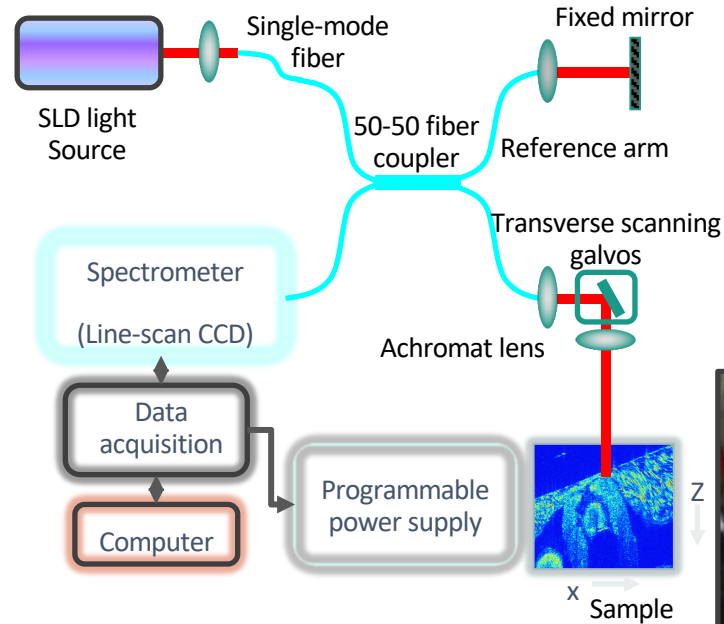 Single-mode
fiber
Fixed mirror
SLD light
Source
50-50 fiber
coupler
Reference arm
Transverse scanning
galvos
Spectrometer
(Line-scan CCD)
Achromat lens
Data
acquisition
Programmable
power supply
Computer
Z
x
Sample